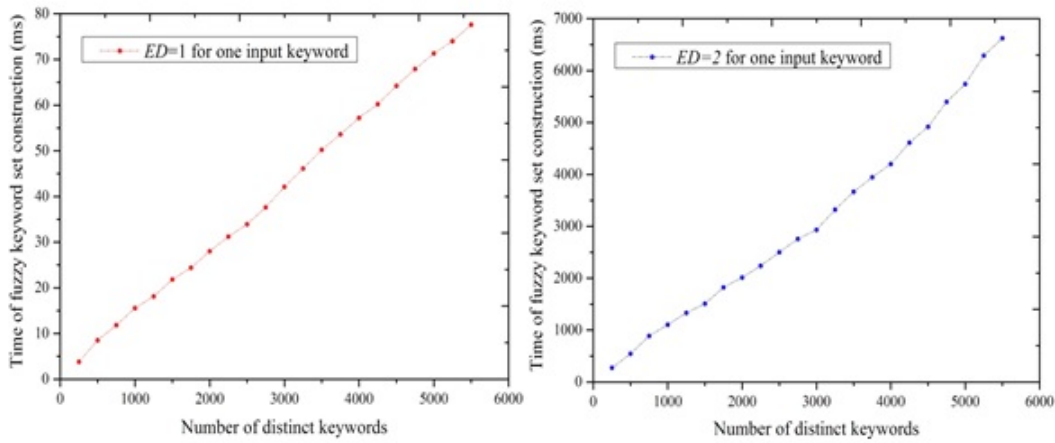 Time of fuzzy keyword set construction (ms)
80
70
60
50
40
30
20
10
0
ED=1 for one input keyword
0 1000 2000 3000 4000 5000 6000
Number of distinct keywords
Time of fuzzy keyword set construction (ms)
7000
6000
5000
4000
3000
2000
1000
0
ED=2 for one input keyword
0 1000 2000 3000 4000 5000 6000
Number of distinct keywords